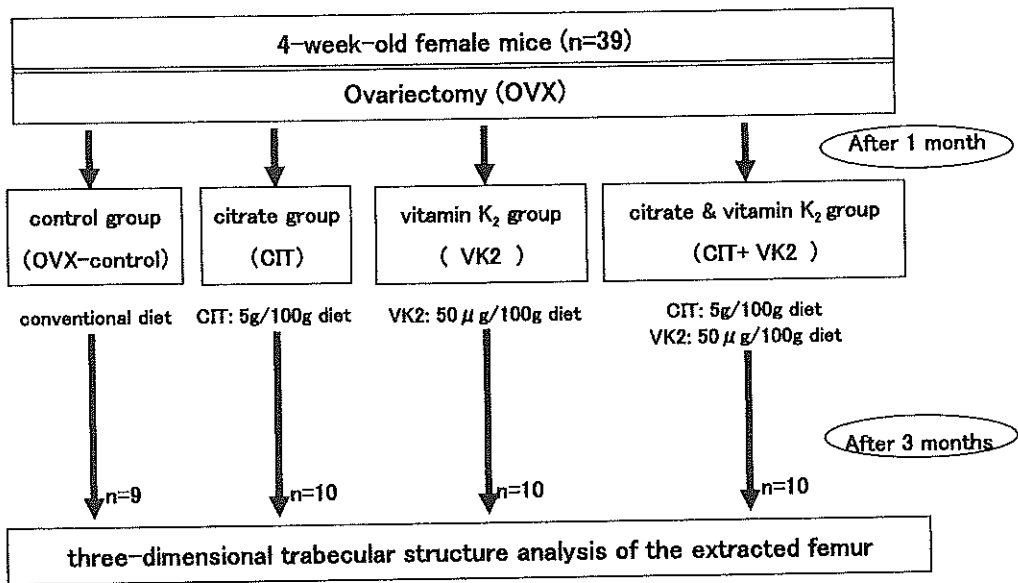 4-week-old female mice (n=39)
Ovariectomy (OVX)
After 1 month
control group
(OVX-control)
citrate group
(CIT)
vitamin K₂ group
( VK2 )
citrate & vitamin K₂ group
(CIT+ VK2 )
conventional diet
CIT: 5g/100g diet
VK2: 50 μ g/100g diet
CIT: 5g/100g diet
VK2: 50 μ g/100g diet
After 3 months
n=9
n=10
n=10
n=10
three-dimensional trabecular structure analysis of the extracted femur